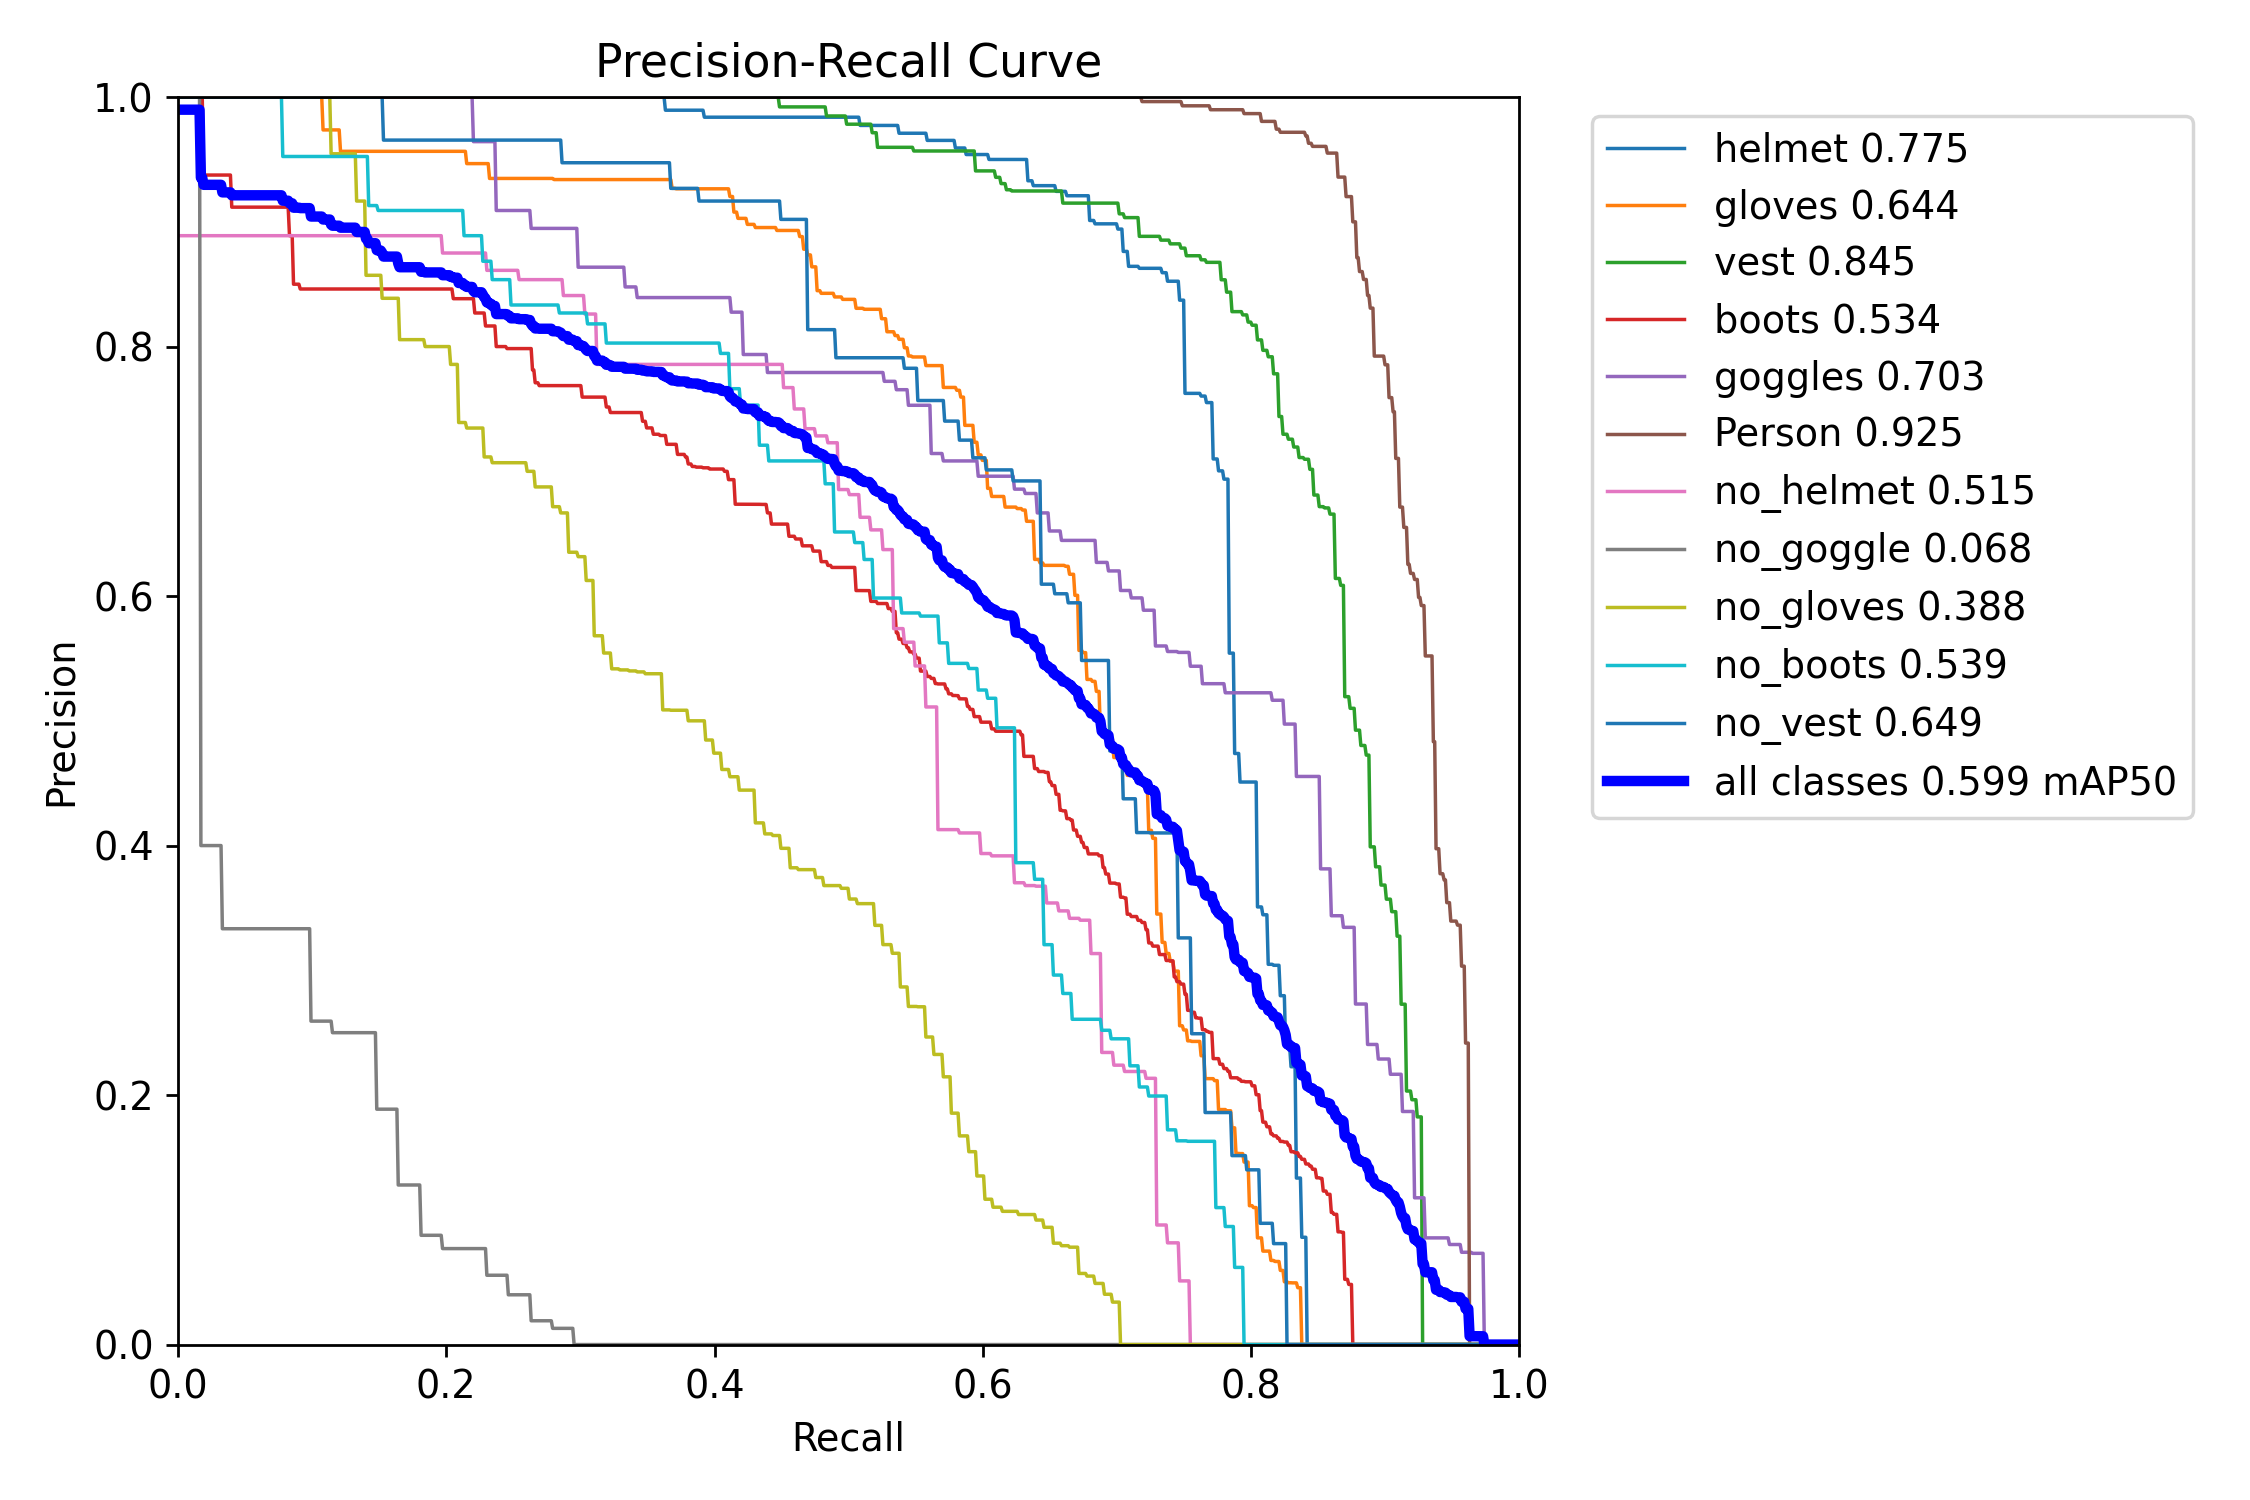 Precision-Recall Curve
1.0
0.8
0.6
0.4
0.2
0.0
Precision
0.0 0.2 0.4 0.6 0.8 1.0
Recall
helmet 0.775
gloves 0.644
vest 0.845
boots 0.534
goggles 0.703
Person 0.925
no_helmet 0.515
no_goggle 0.068
no_gloves 0.388
no_boots 0.539
no_vest 0.649
all classes 0.599 mAP50